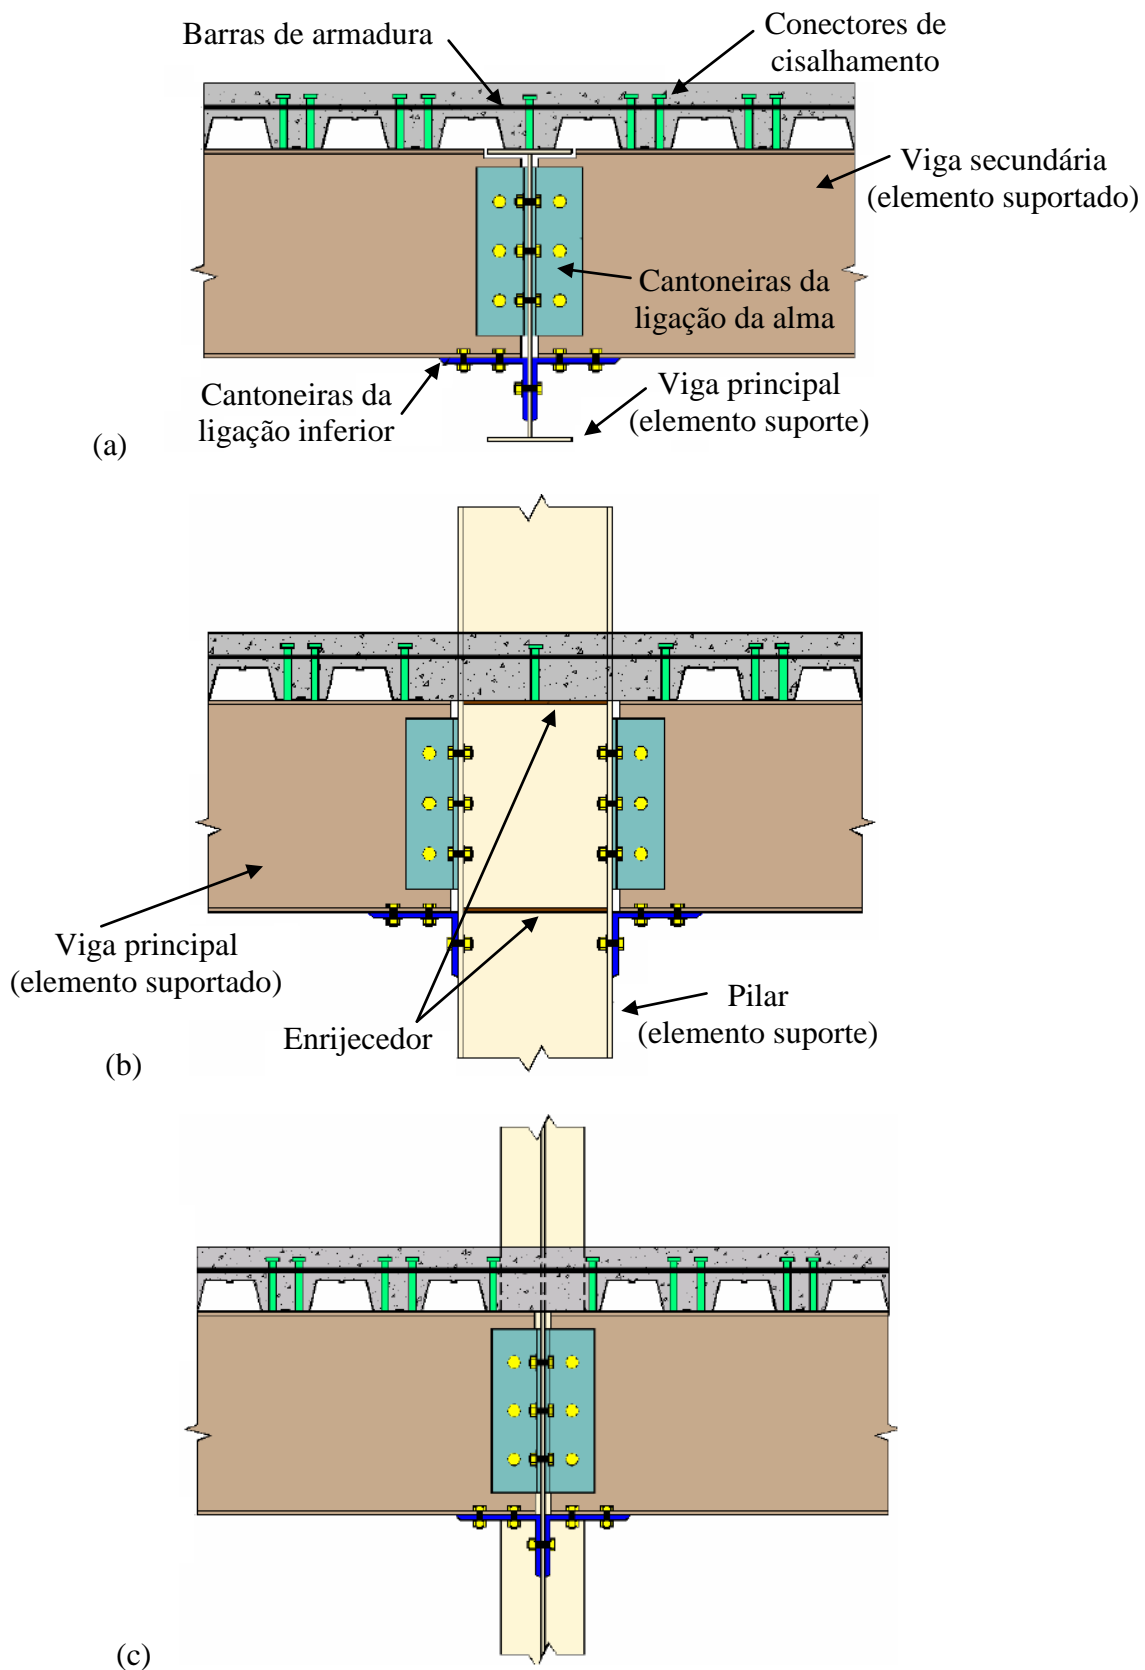 Barras de armadura
Conectores de
cisalhamento
Viga secundária
(elemento suportado)
Cantoneiras da
ligação da alma
Cantoneiras da
ligação inferior
Viga principal
(elemento suporte)
(a)
Viga principal
(elemento suportado)
Enrijecedor
Pilar
(elemento suporte)
(b)
(c)